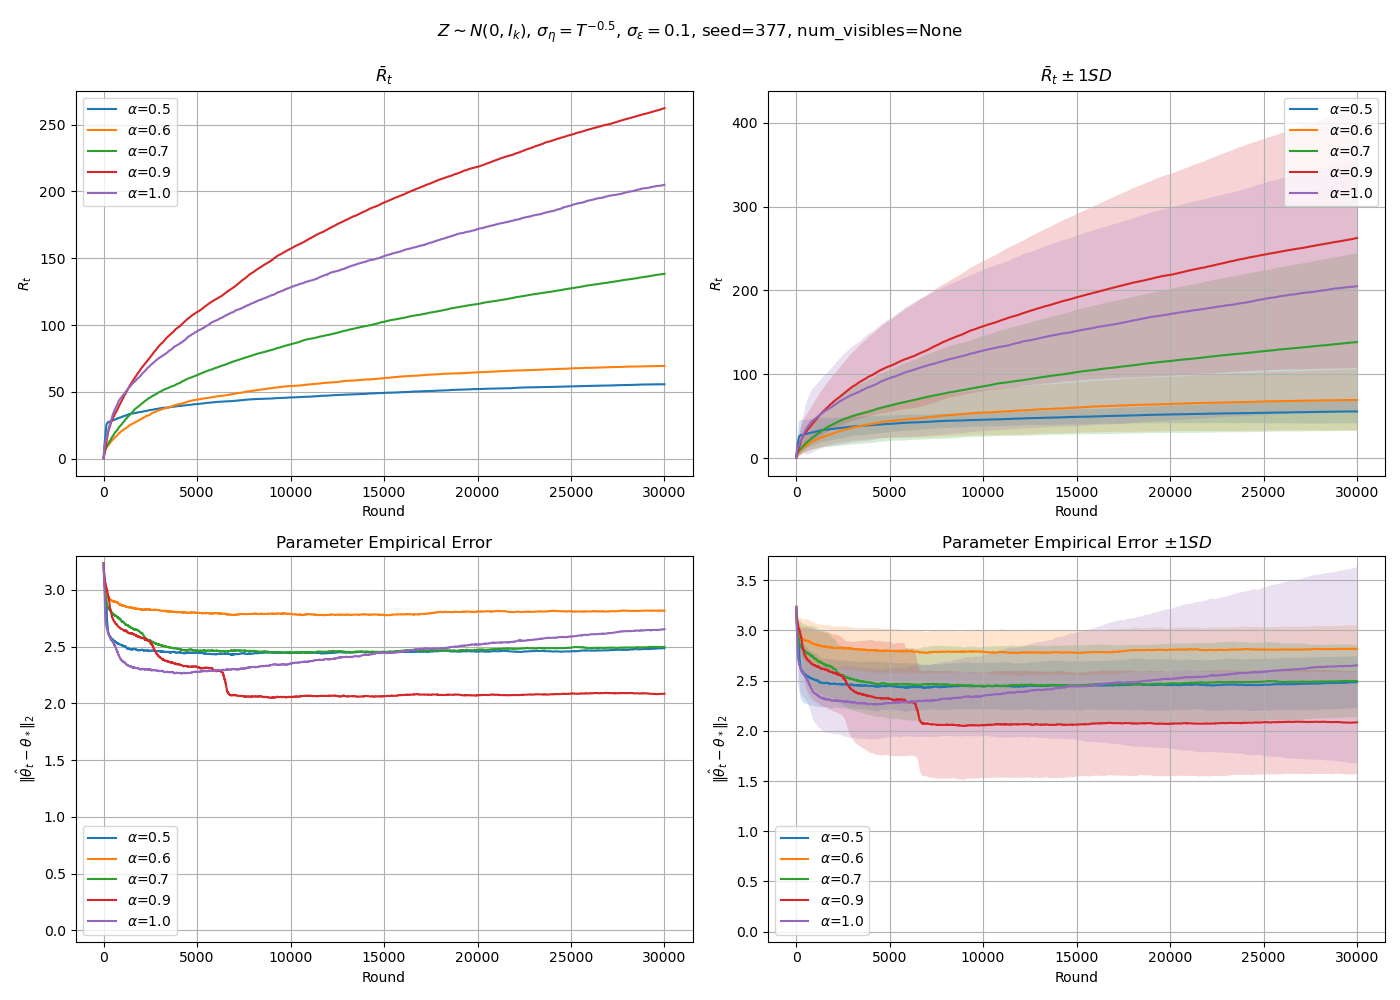 Z ~ N(0, I_k), σ_η = T^{-0.5}, σ_ε = 0.1, seed=377, num_visibles=None
R̄_t
R_t
250
200
150
100
50
0
α=0.5
α=0.6
α=0.7
α=0.9
α=1.0
0 5000 10000 15000 20000 25000 30000
Round
R̄_t ± 1SD
R_t
400
300
200
100
0
α=0.5
α=0.6
α=0.7
α=0.9
α=1.0
0 5000 10000 15000 20000 25000 30000
Round
Parameter Empirical Error
‖θ̂_t − θ_*‖_2
3.0
2.5
2.0
1.5
1.0
0.5
0.0
α=0.5
α=0.6
α=0.7
α=0.9
α=1.0
0 5000 10000 15000 20000 25000 30000
Round
Parameter Empirical Error ±1SD
‖θ̂_t − θ_*‖_2
3.5
3.0
2.5
2.0
1.5
1.0
0.5
0.0
α=0.5
α=0.6
α=0.7
α=0.9
α=1.0
0 5000 10000 15000 20000 25000 30000
Round